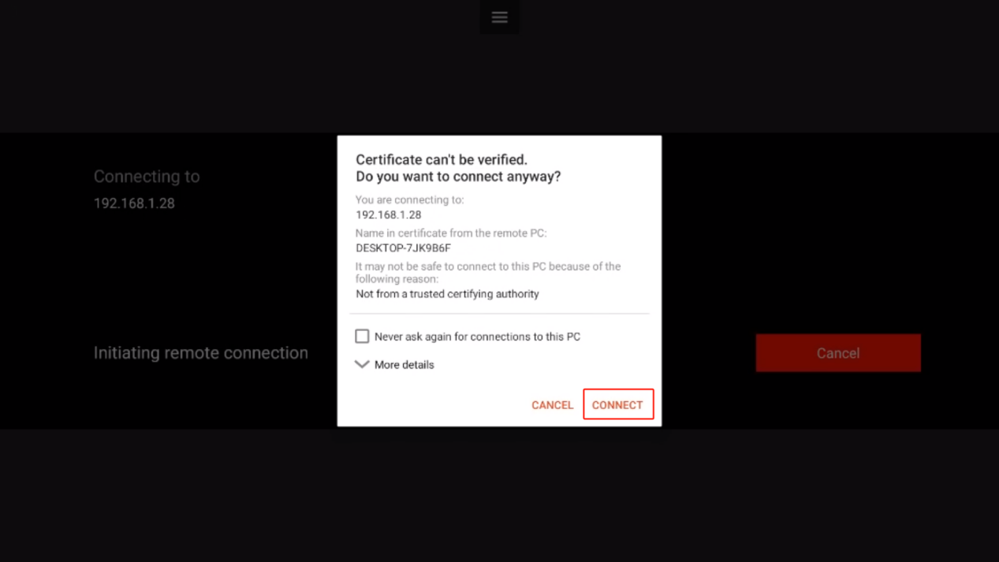 Connecting to
192.168.1.28
Certificate can't be verified.
Do you want to connect anyway?
You are connecting to:
192.168.1.28
Name in certificate from the remote PC:
DESKTOP-7JK9B6F
It may not be safe to connect to this PC because of the
following reason:
Not from a trusted certifying authority
Never ask again for connections to this PC
More details
CANCEL CONNECT
Initiating remote connection
Cancel